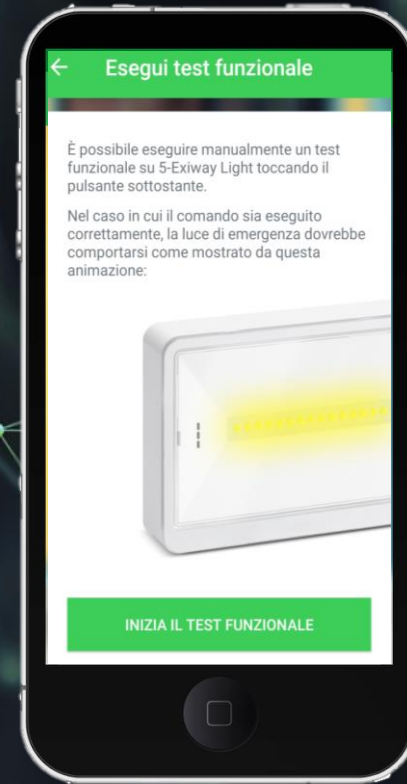 Esegui test funzionale
È possibile eseguire manualmente un test
funzionale su 5-Exiway Light toccando il
pulsante sottostante.
Nel caso in cui il comando sia eseguito
correttamente, la luce di emergenza dovrebbe
comportarsi come mostrato da questa
animazione:
INIZIA IL TEST FUNZIONALE